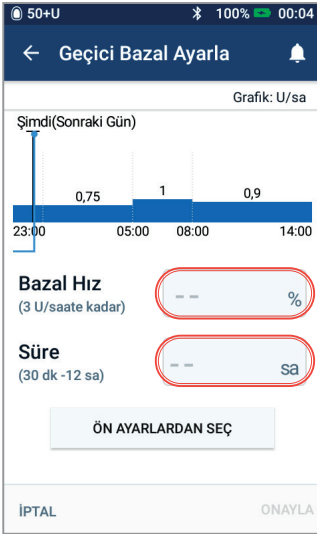 50+U 100% 00:04
Geçici Bazal Ayarla
Grafik: U/sa
Şimdi(Sonraki Gün)
0,75 1 0,9
23:00 05:00 08:00 14:00
Bazal Hız -- %
(3 U/saate kadar)
Süre -- sa
(30 dk -12 sa)
ÖN AYARLARDAN SEÇ
İPTAL ONAYLA